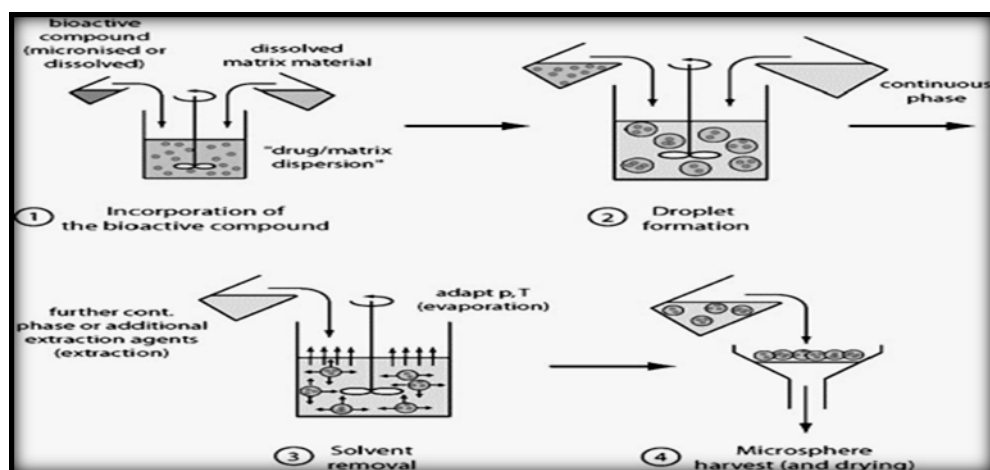 bioactive
compound
(micronised or
dissolved)
dissolved
matrix material
"drug/matrix
dispersion"
1 Incorporation of
the bioactive compound
continuous
phase
2 Droplet
formation
further cont.
phase or additional
extraction agents
(extraction)
adapt p,T
(evaporation)
3 Solvent
removal
4 Microsphere
harvest (and drying)